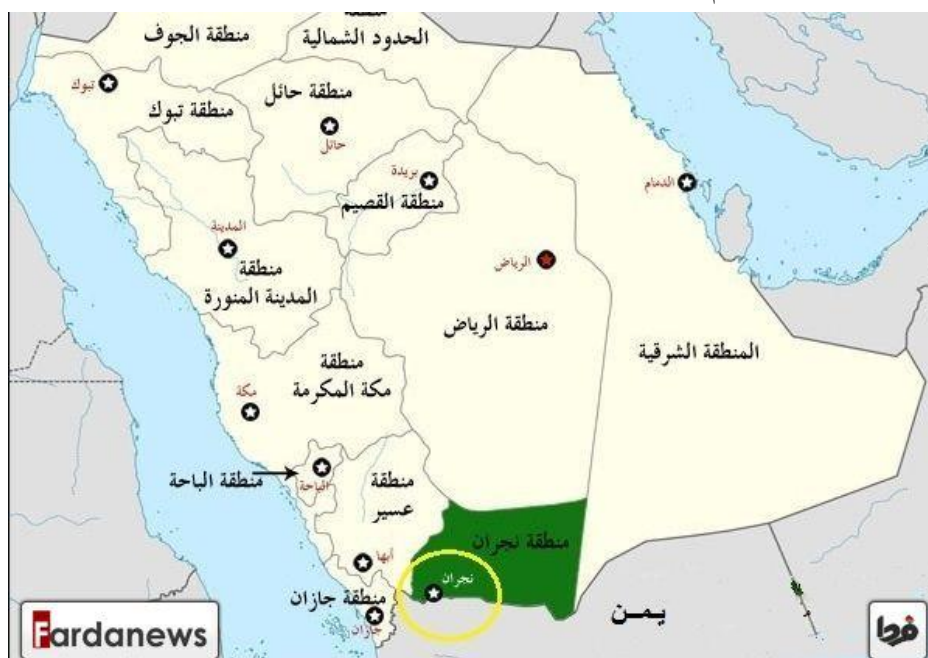 منطقة
الحدود الشمالية
منطقة الجوف
تبوك
منطقة حائل
منطقة تبوك
حائل
بريدة
منطقة القصيم
الدمام
المدينة
منطقة
المدينة المنورة
الرياض
منطقة الرياض
المنطقة الشرقية
منطقة
مكة المكرمة
مكة
منطقة الباحة
الباحة
منطقة
عسير
منطقة نجران
أبها
نجران
منطقة جازان
جازان
يمن
Fardanews
فردا